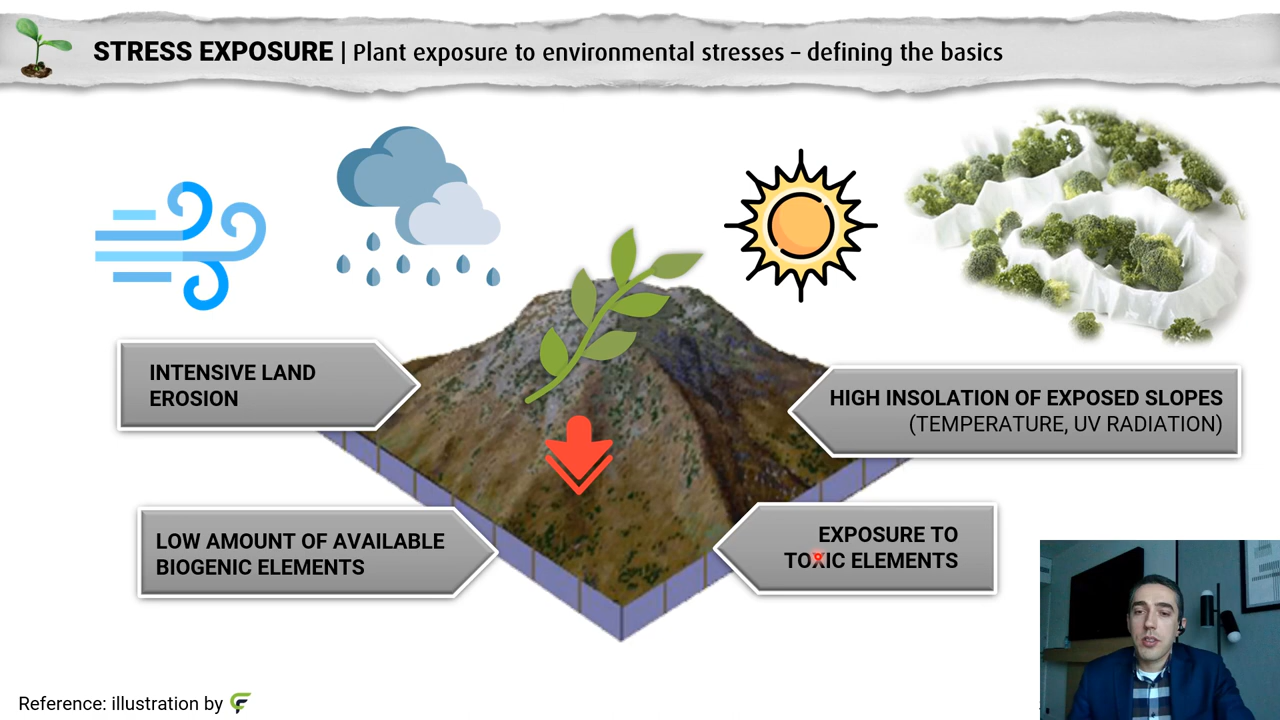 STRESS EXPOSURE | Plant exposure to environmental stresses – defining the basics
INTENSIVE LAND
EROSION
HIGH INSOLATION OF EXPOSED SLOPES
(TEMPERATURE, UV RADIATION)
LOW AMOUNT OF AVAILABLE
BIOGENIC ELEMENTS
EXPOSURE TO
TOXIC ELEMENTS
Reference: illustration by